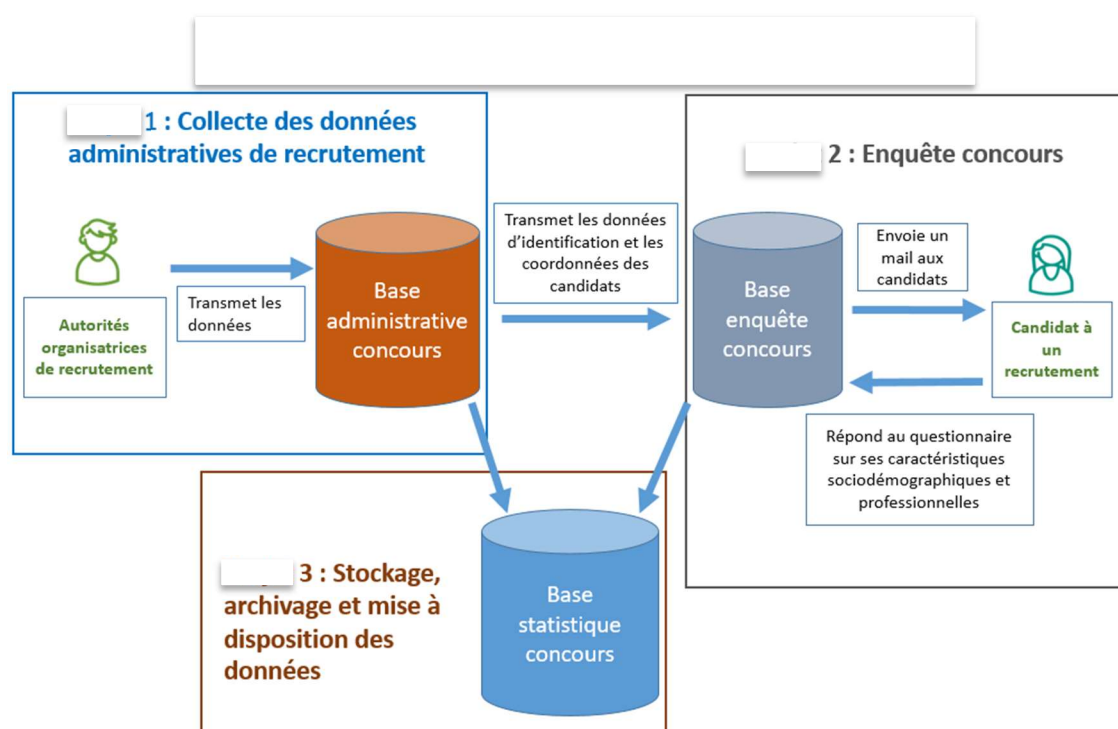 1 : Collecte des données
administratives de recrutement
Autorités
organisatrices
de recrutement
Transmet les
données
Base
administrative
concours
Transmet les données
d'identification et les
coordonnées des
candidats
2 : Enquête concours
Base
enquête
concours
Envoie un
mail aux
candidats
Candidat à
un
recrutement
Répond au questionnaire
sur ses caractéristiques
sociodémographiques et
professionnelles
3 : Stockage,
archivage et mise à
disposition des
données
Base
statistique
concours